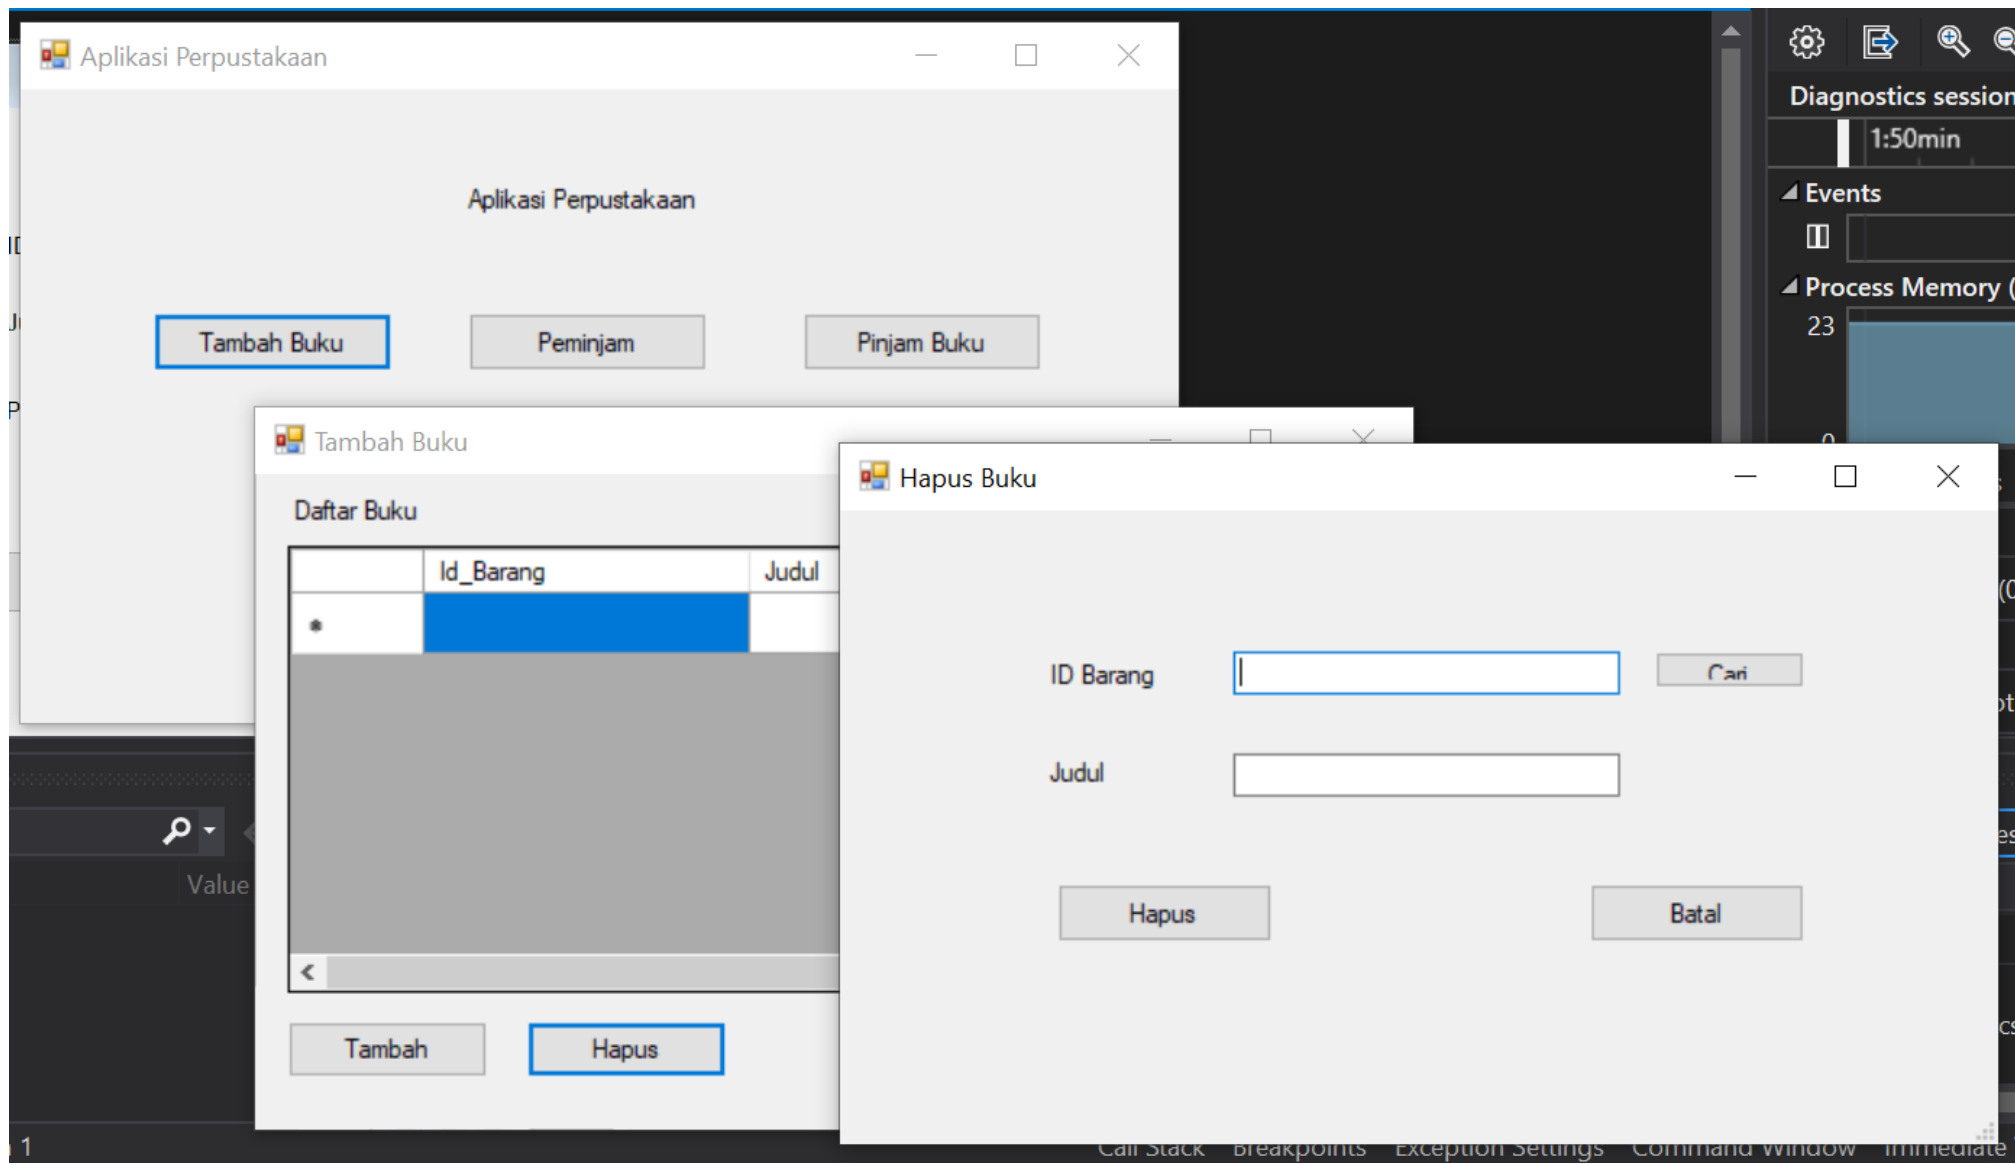 Aplikasi Perpustakaan
Aplikasi Perpustakaan
Tambah Buku
Peminjam
Pinjam Buku
Tambah Buku
Daftar Buku
Id_Barang
Judul
Tambah
Hapus
Hapus Buku
ID Barang
Cari
Judul
Hapus
Batal
Diagnostics session
1:50min
Events
Process Memory (
23
0
Value
1
Call Stack
Breakpoints
Exception Settings
Command Window
Immediate